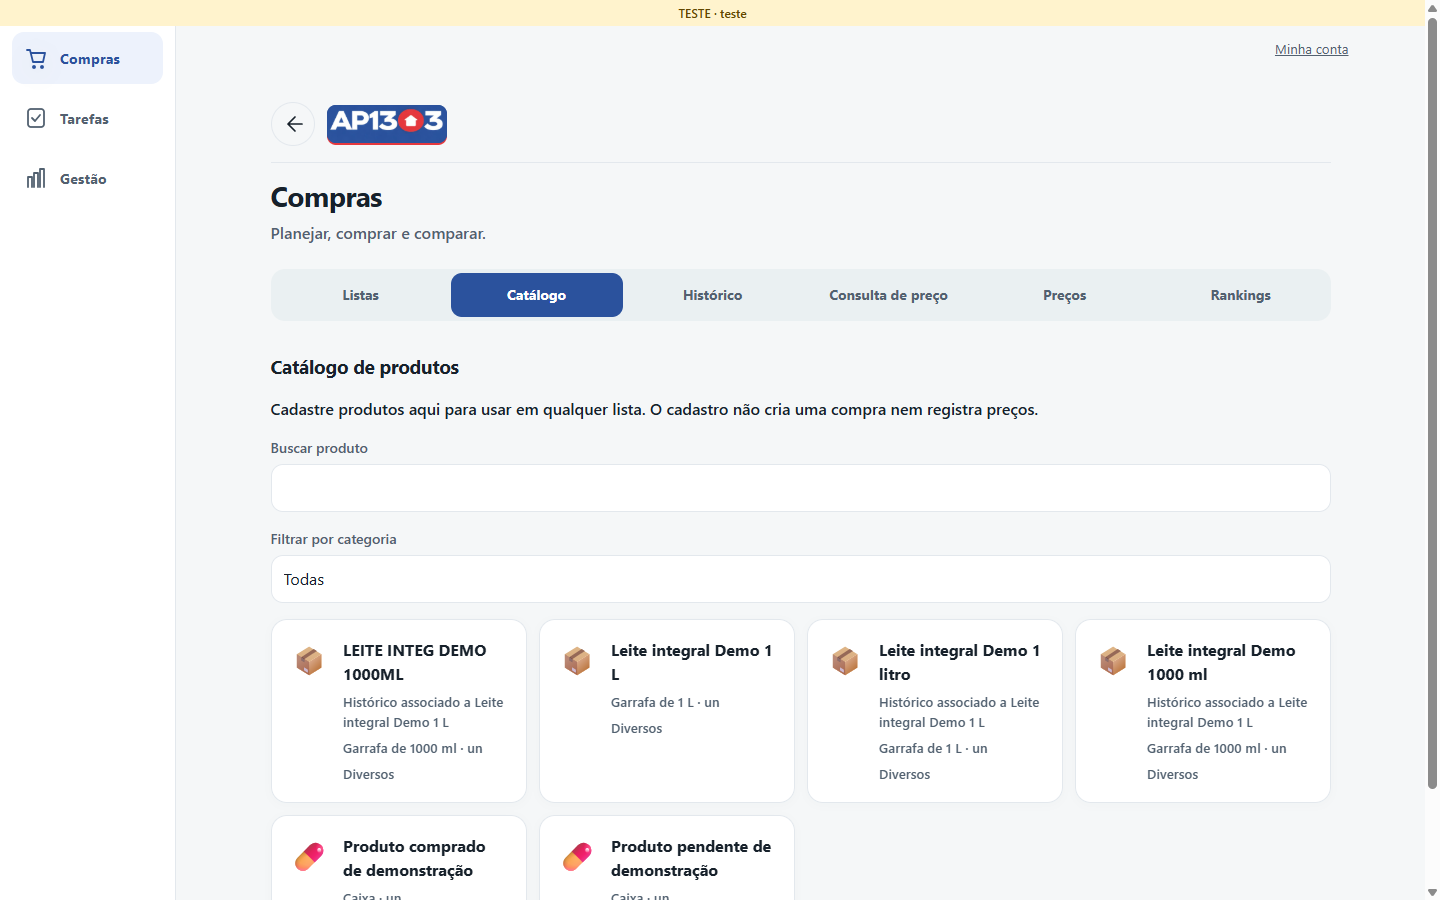 TESTE · teste
Compras
Tarefas
Gestão
Minha conta
AP1303
Compras
Planejar, comprar e comparar.
Listas
Catálogo
Histórico
Consulta de preço
Preços
Rankings
Catálogo de produtos
Cadastre produtos aqui para usar em qualquer lista. O cadastro não cria uma compra nem registra preços.
Buscar produto
Filtrar por categoria
Todas
LEITE INTEG DEMO
1000ML
Histórico associado a Leite
integral Demo 1 L
Garrafa de 1000 ml · un
Diversos
Leite integral Demo 1
L
Garrafa de 1 L · un
Diversos
Leite integral Demo 1
litro
Histórico associado a Leite
integral Demo 1 L
Garrafa de 1 L · un
Diversos
Leite integral Demo
1000 ml
Histórico associado a Leite
integral Demo 1 L
Garrafa de 1000 ml · un
Diversos
Produto comprado
de demonstração
Caixa · un
Produto pendente de
demonstração
Caixa · un